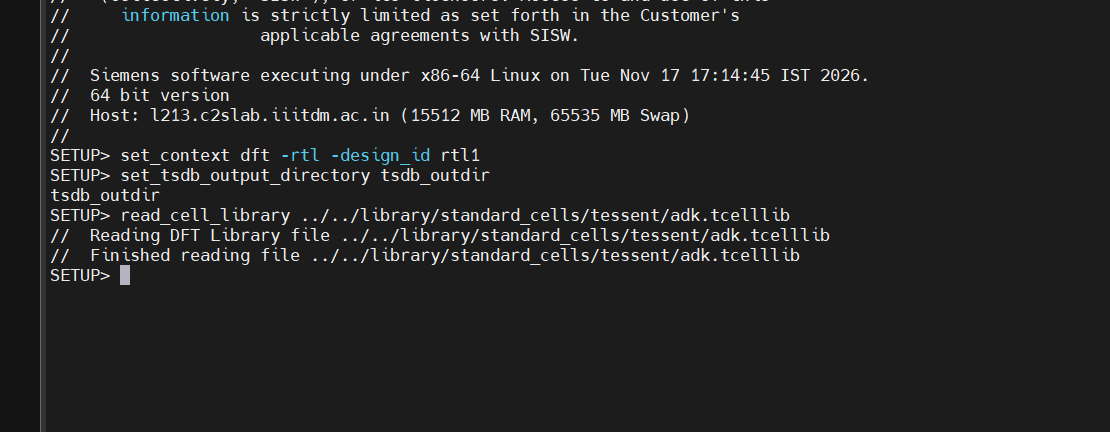 //      information is strictly limited as set forth in the Customer's
//                   applicable agreements with SISW.
//
//  Siemens software executing under x86-64 Linux on Tue Nov 17 17:14:45 IST 2026.
//  64 bit version
//  Host: l213.c2slab.iiitdm.ac.in (15512 MB RAM, 65535 MB Swap)
//
SETUP> set_context dft -rtl -design_id rtl1
SETUP> set_tsdb_output_directory tsdb_outdir
tsdb_outdir
SETUP> read_cell_library ../../library/standard_cells/tessent/adk.tcelllib
//  Reading DFT Library file ../../library/standard_cells/tessent/adk.tcelllib
//  Finished reading file ../../library/standard_cells/tessent/adk.tcelllib
SETUP>